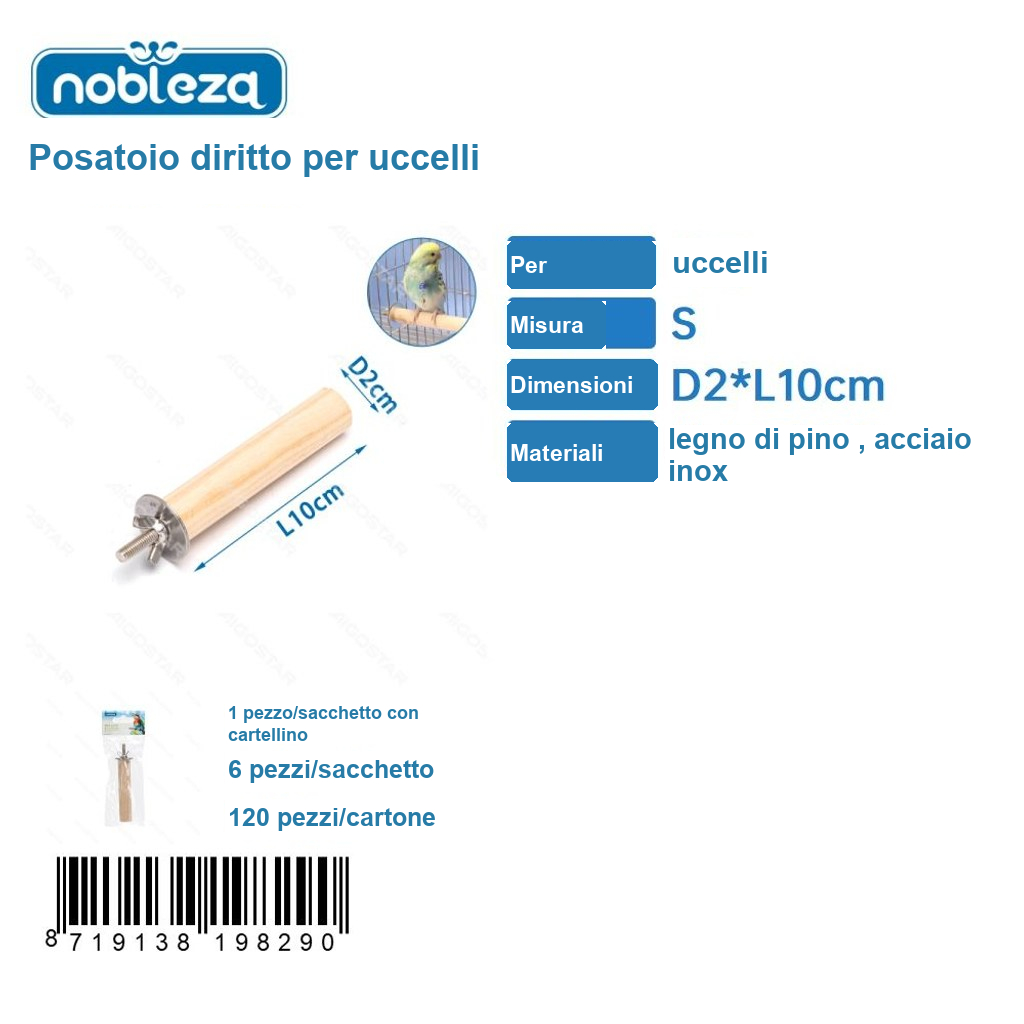 nobleza
Posatoio diritto per uccelli
Per
uccelli
Misura
S
Dimensioni
D2*L10cm
Materiali
legno di pino , acciaio
inox
D2cm
L10cm
AIGOSTAR
1 pezzo/sacchetto con
cartellino
6 pezzi/sacchetto
120 pezzi/cartone
8 719138 198290